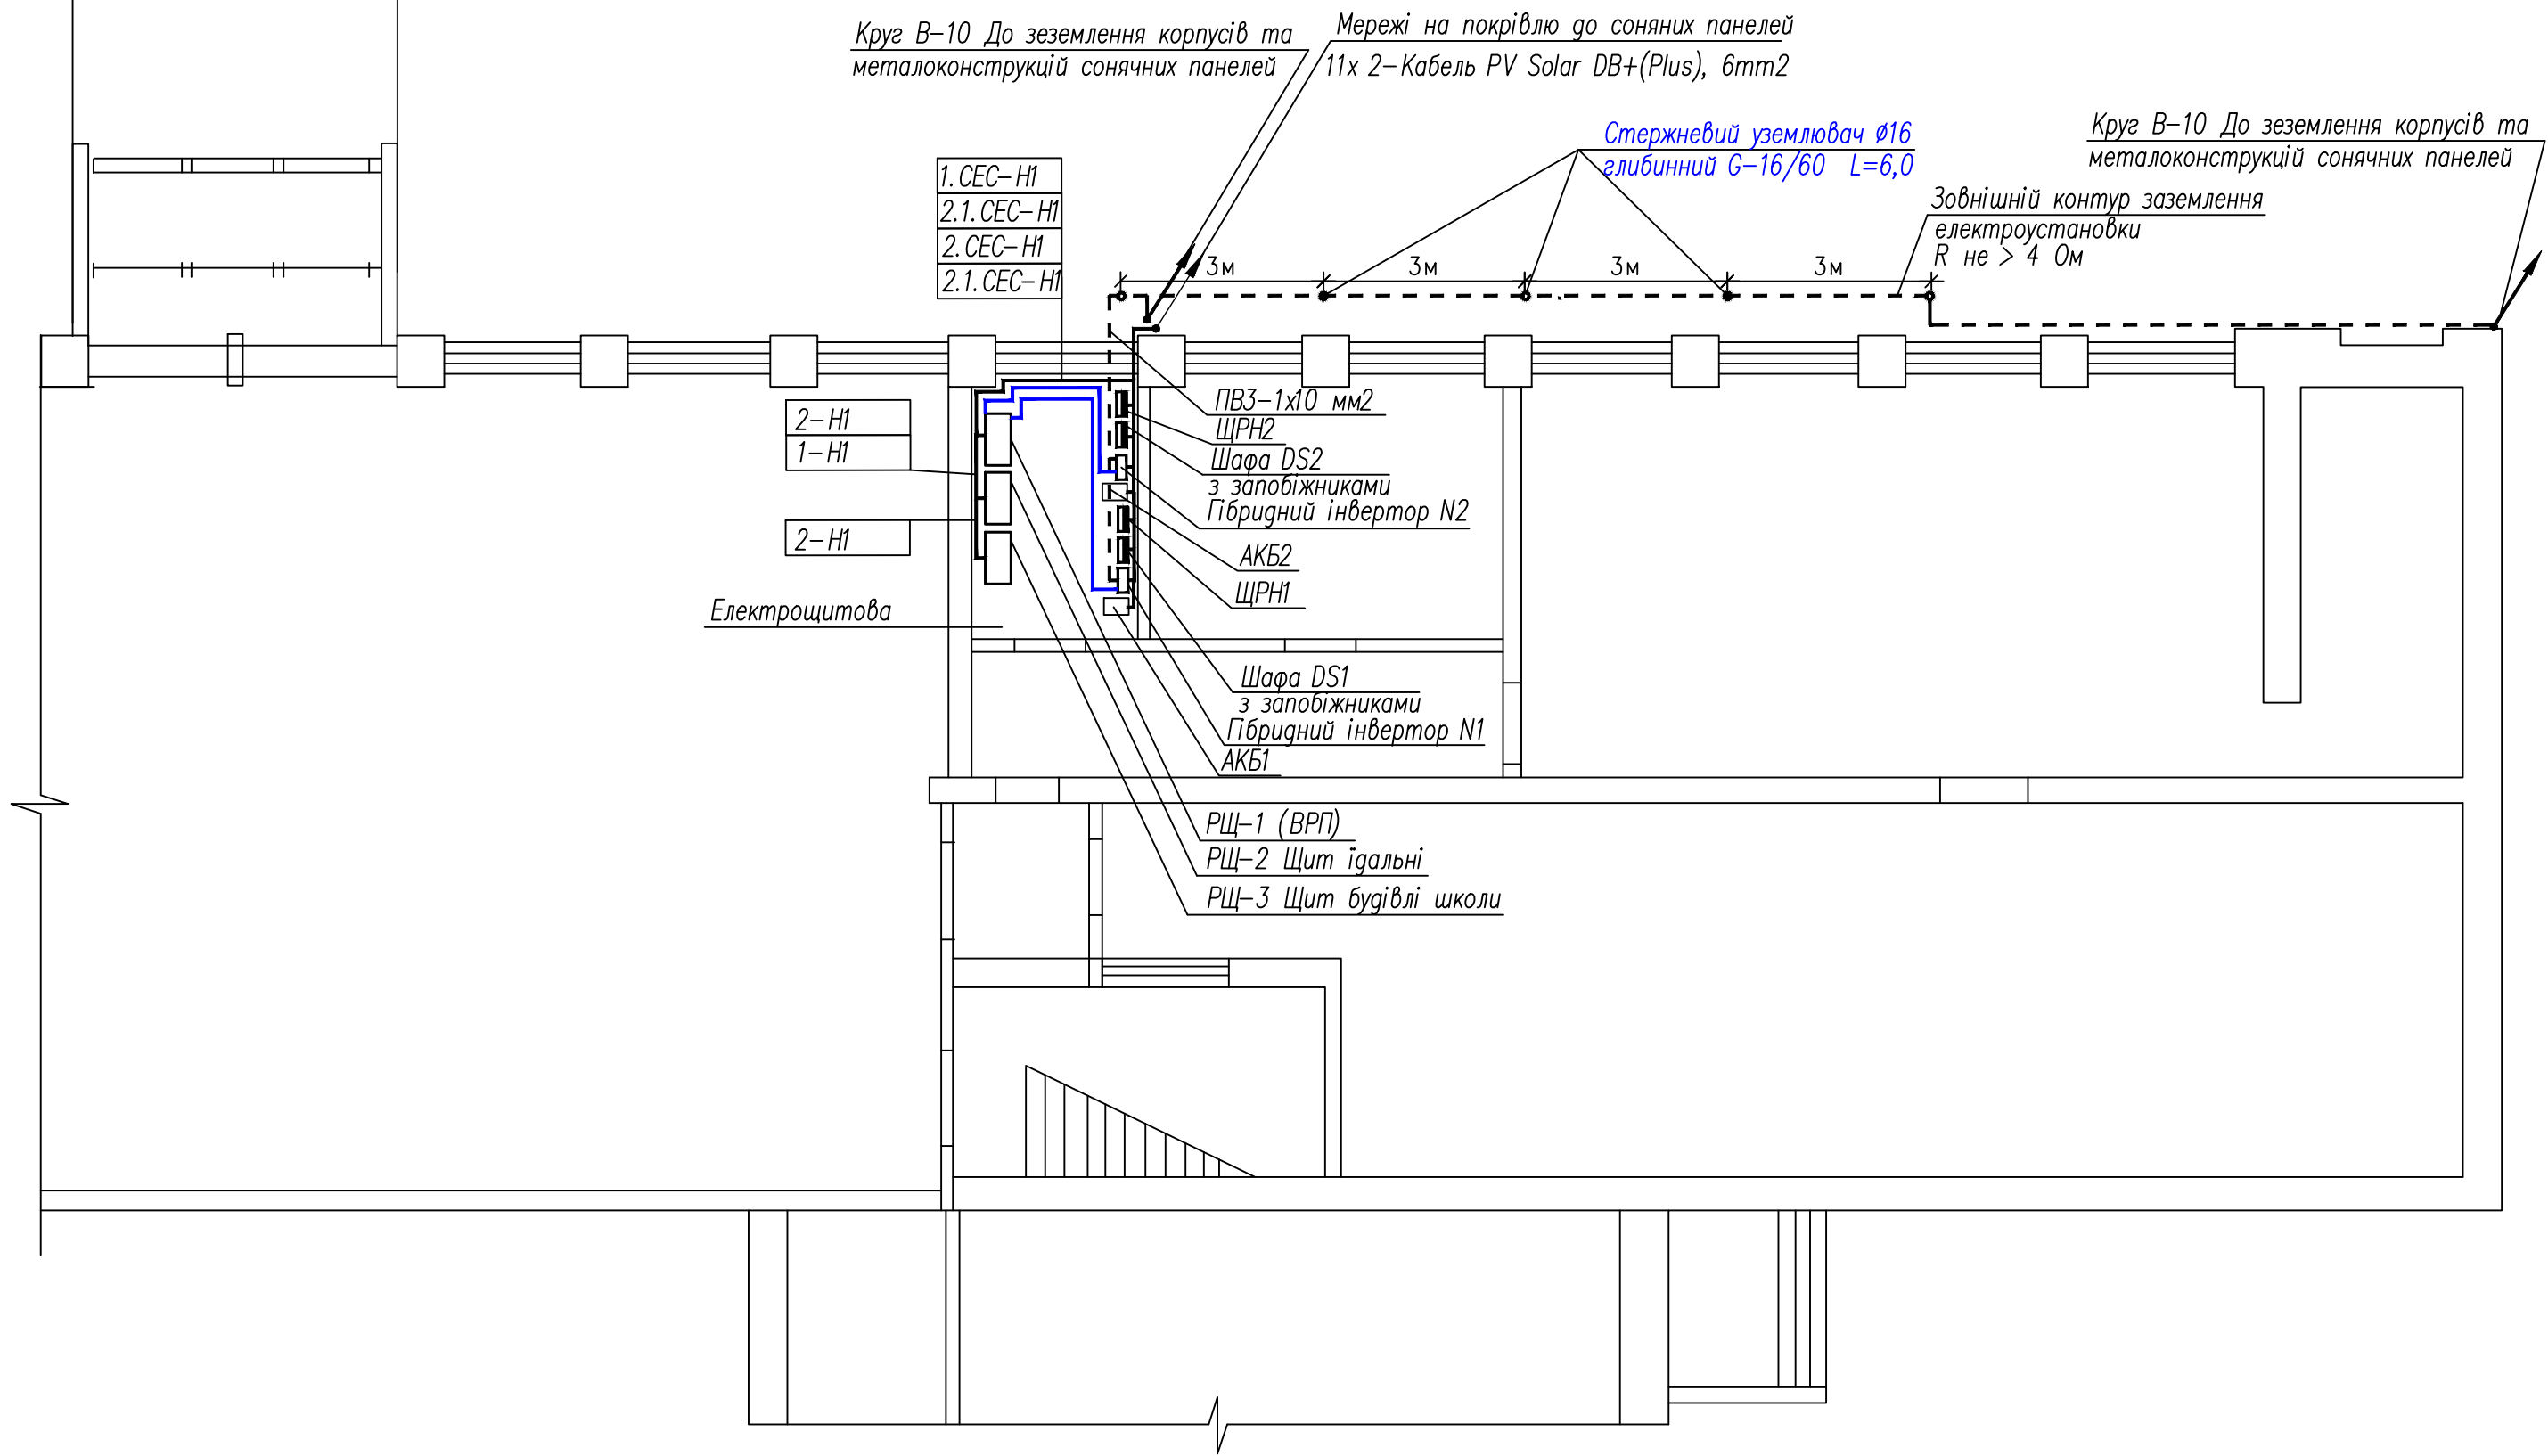 Круг В-10 До зеземлення корпусів та
металоконструкцій сонячних панелей
Мережі на покрівлю до соняних панелей
11х 2-Кабель PV Solar DB+(Plus), 6mm2
Стержневий уземлювач ø16
глибинний G-16/60 L=6,0
Круг В-10 До зеземлення корпусів та
металоконструкцій сонячних панелей
Зовнішній контур заземлення
електроустановки
R не > 4 Ом
1.СЕС-Н1
2.1.СЕС-Н1
2.СЕС-Н1
2.1.СЕС-Н1
3м
3м
3м
3м
2-Н1
1-Н1
2-Н1
ПВ3-1х10 мм2
ЩРН2
Шафа DS2
з запобіжниками
Гібридний інвертор N2
АКБ2
ЩРН1
Електрощитова
Шафа DS1
з запобіжниками
Гібридний інвертор N1
АКБ1
РЩ-1 (ВРП)
РЩ-2 Щит їдальні
РЩ-3 Щит будівлі школи